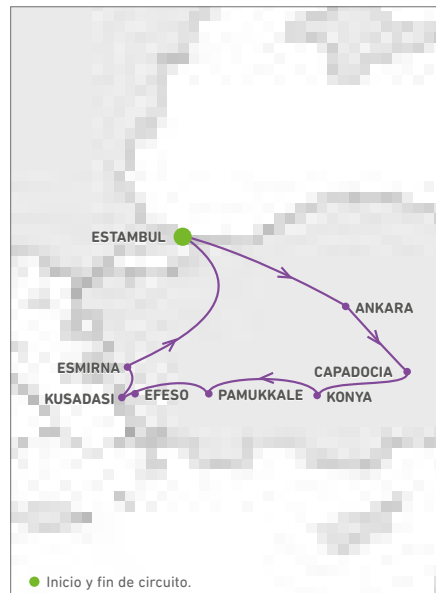 ESTAMBUL
ANKARA
ESMIRNA
CAPADOCIA
KUSADASI
EFESO
PAMUKKALE
KONYA
Inicio y fin de circuito.